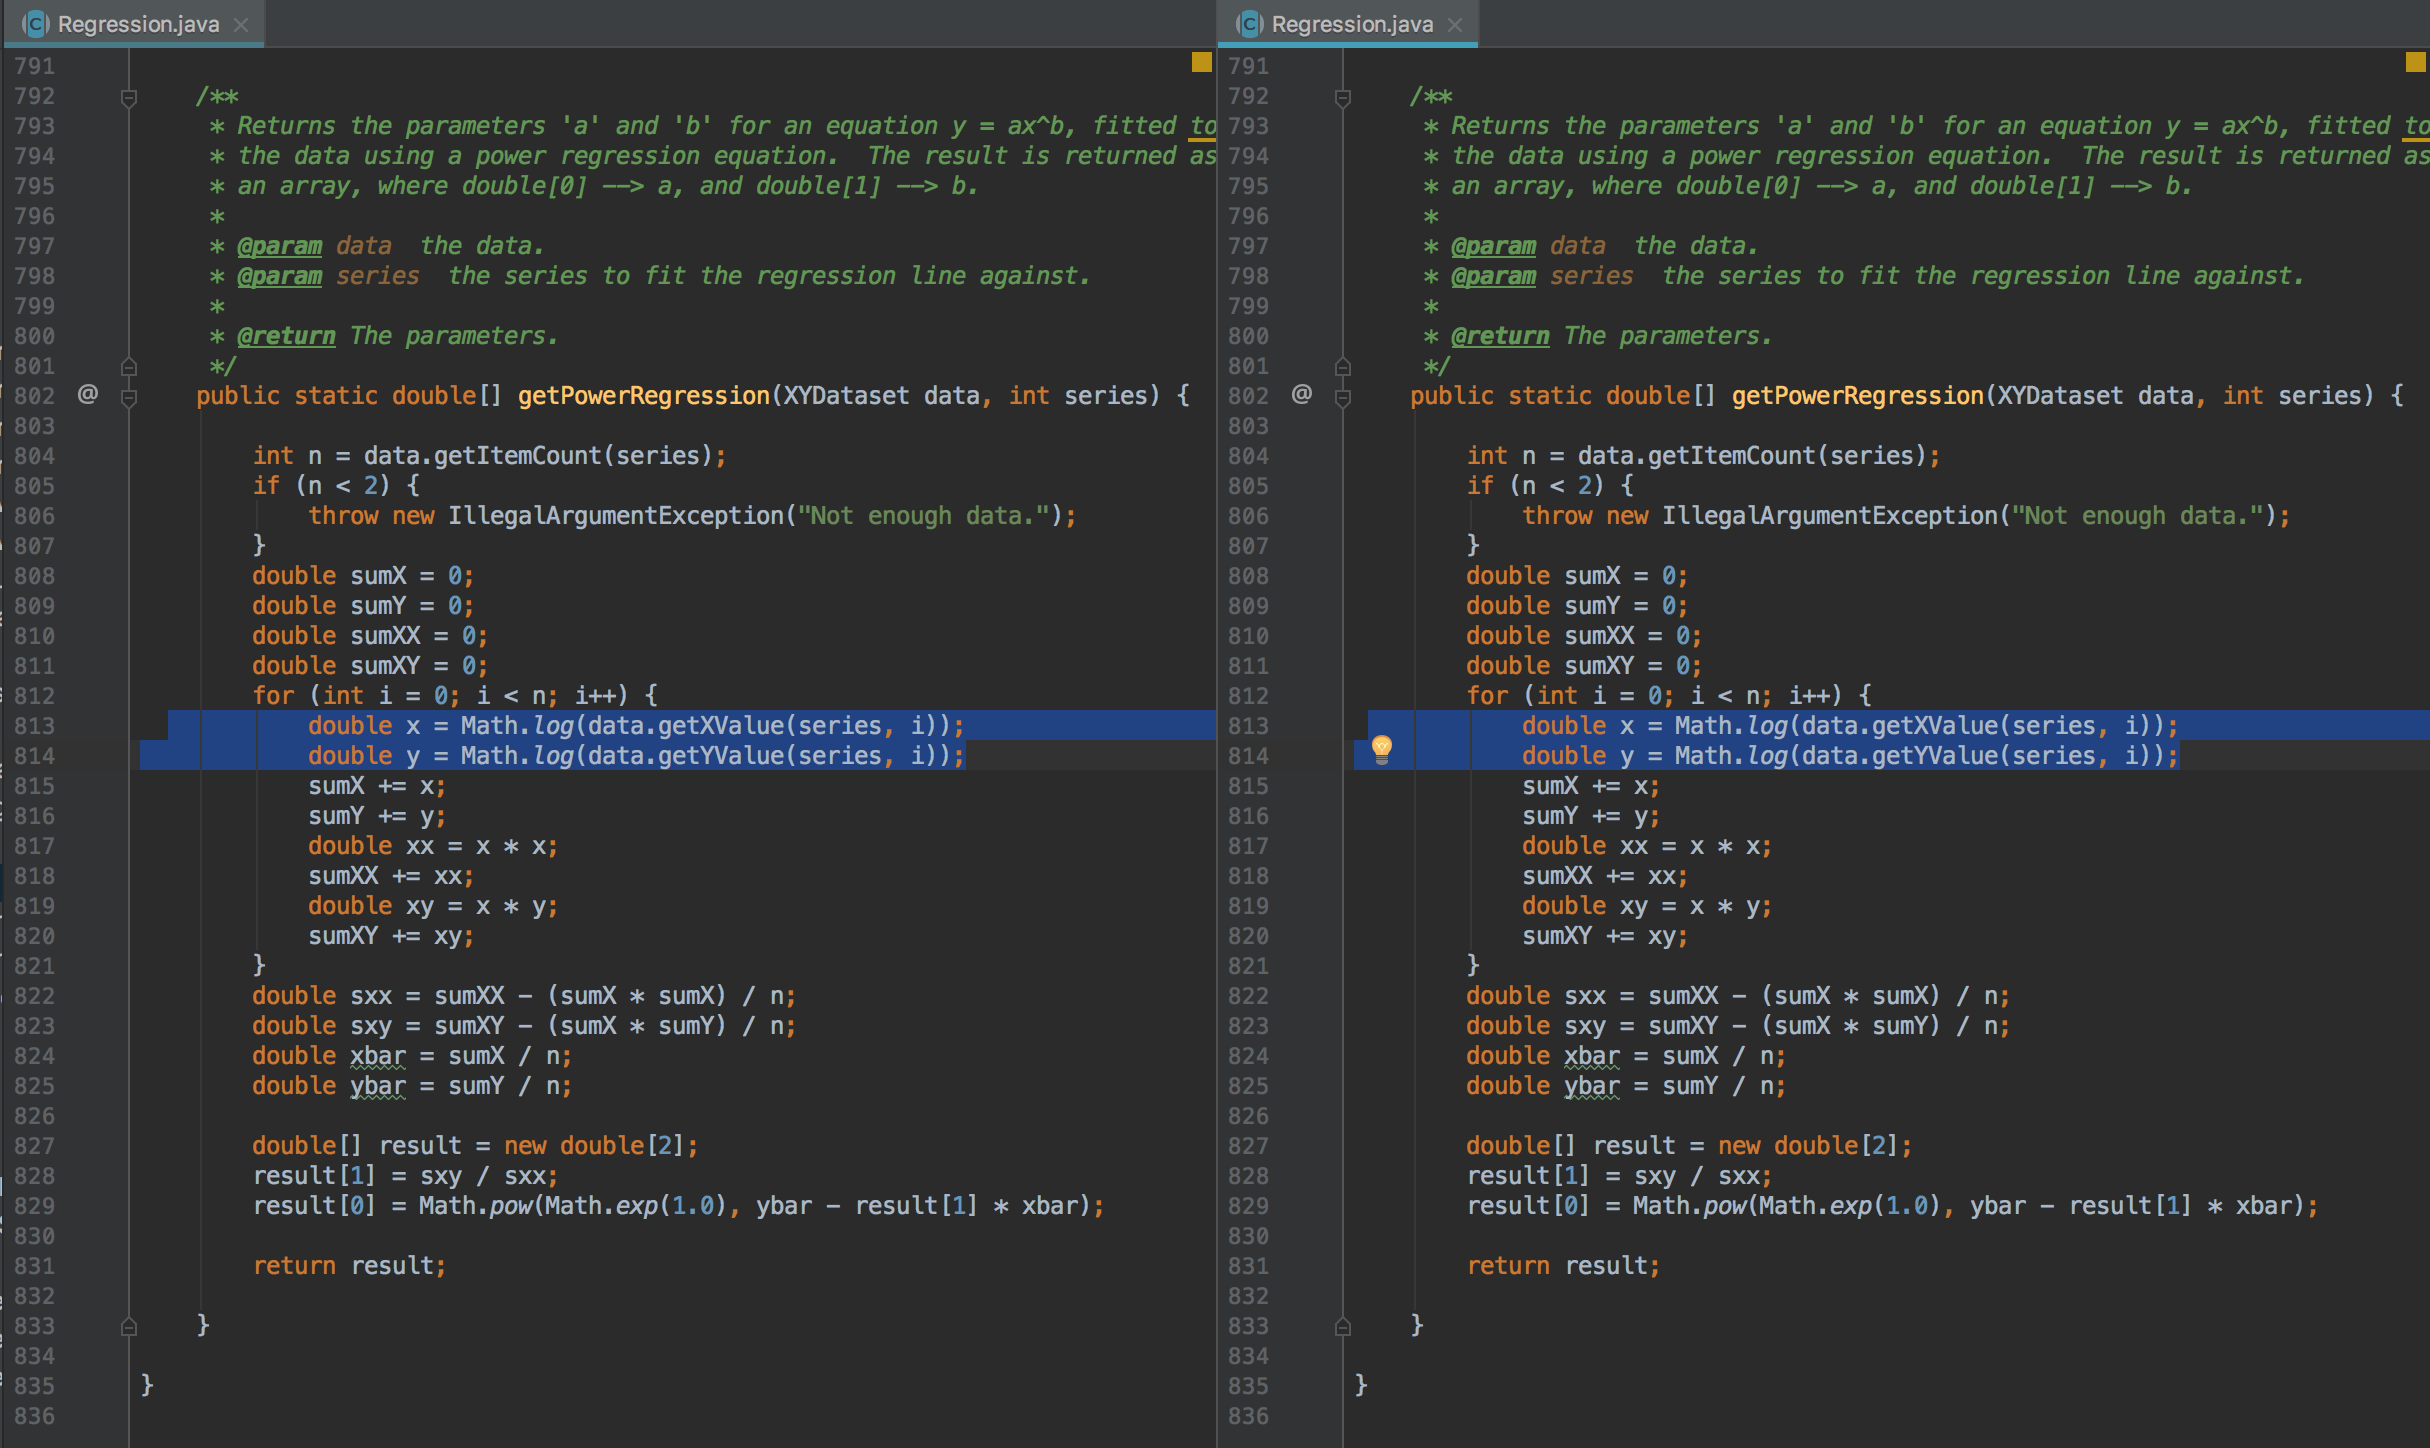 Regression.java
791
792 /**
793 * Returns the parameters 'a' and 'b' for an equation y = ax^b, fitted to
794 * the data using a power regression equation.  The result is returned as
795 * an array, where double[0] --> a, and double[1] --> b.
796 *
797 * @param data  the data.
798 * @param series  the series to fit the regression line against.
799 *
800 * @return The parameters.
801 */
802 @ public static double[] getPowerRegression(XYDataset data, int series) {
803
804 int n = data.getItemCount(series);
805 if (n < 2) {
806 throw new IllegalArgumentException("Not enough data.");
807 }
808 double sumX = 0;
809 double sumY = 0;
810 double sumXX = 0;
811 double sumXY = 0;
812 for (int i = 0; i < n; i++) {
813 double x = Math.log(data.getXValue(series, i));
814 double y = Math.log(data.getYValue(series, i));
815 sumX += x;
816 sumY += y;
817 double xx = x * x;
818 sumXX += xx;
819 double xy = x * y;
820 sumXY += xy;
821 }
822 double sxx = sumXX - (sumX * sumX) / n;
823 double sxy = sumXY - (sumX * sumY) / n;
824 double xbar = sumX / n;
825 double ybar = sumY / n;
826
827 double[] result = new double[2];
828 result[1] = sxy / sxx;
829 result[0] = Math.pow(Math.exp(1.0), ybar - result[1] * xbar);
830
831 return result;
832
833 }
834
835 }
836
Regression.java
791
792 /**
793 * Returns the parameters 'a' and 'b' for an equation y = ax^b, fitted to
794 * the data using a power regression equation.  The result is returned as
795 * an array, where double[0] --> a, and double[1] --> b.
796 *
797 * @param data  the data.
798 * @param series  the series to fit the regression line against.
799 *
800 * @return The parameters.
801 */
802 @ public static double[] getPowerRegression(XYDataset data, int series) {
803
804 int n = data.getItemCount(series);
805 if (n < 2) {
806 throw new IllegalArgumentException("Not enough data.");
807 }
808 double sumX = 0;
809 double sumY = 0;
810 double sumXX = 0;
811 double sumXY = 0;
812 for (int i = 0; i < n; i++) {
813 double x = Math.log(data.getXValue(series, i));
814 double y = Math.log(data.getYValue(series, i));
815 sumX += x;
816 sumY += y;
817 double xx = x * x;
818 sumXX += xx;
819 double xy = x * y;
820 sumXY += xy;
821 }
822 double sxx = sumXX - (sumX * sumX) / n;
823 double sxy = sumXY - (sumX * sumY) / n;
824 double xbar = sumX / n;
825 double ybar = sumY / n;
826
827 double[] result = new double[2];
828 result[1] = sxy / sxx;
829 result[0] = Math.pow(Math.exp(1.0), ybar - result[1] * xbar);
830
831 return result;
832
833 }
834
835 }
836